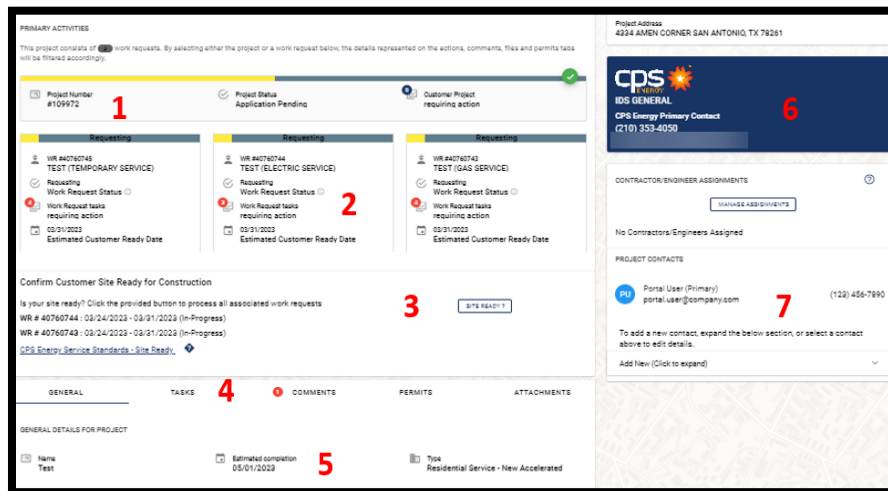 PRIMARY ACTIVITIES
This project consists of work requests. By selecting either the project or a work request below, the details represented on the actions, comments, files and permits tabs
will be filtered accordingly.
Project Number
#109972
1
Project Status
Application Pending
0
Customer Project
requiring action
Requesting
WR #40760745
TEST (TEMPORARY SERVICE)
Requesting
Work Request Status
Work Request tasks
requiring action
03/31/2023
Estimated Customer Ready Date
Requesting
WR #40760744
TEST (ELECTRIC SERVICE)
Requesting
Work Request Status
2
Work Request tasks
requiring action
03/31/2023
Estimated Customer Ready Date
Requesting
WR #40760743
TEST (GAS SERVICE)
Requesting
Work Request Status
Work Request tasks
requiring action
03/31/2023
Estimated Customer Ready Date
Confirm Customer Site Ready for Construction
Is your site ready? Click the provided button to process all associated work requests
WR # 40760744 : 03/24/2023 - 03/31/2023 (In-Progress)
WR # 40760743 : 03/24/2023 - 03/31/2023 (In-Progress)
CPS Energy Service Standards - Site Ready
3
SITE READY ?
GENERAL
TASKS
4
1 COMMENTS
PERMITS
ATTACHMENTS
GENERAL DETAILS FOR PROJECT
Name
Test
Estimated completion
05/01/2023
5
Type
Residential Service - New Accelerated
Project Address
4334 AMEN CORNER SAN ANTONIO, TX 78261
cps
ENERGY
IDS GENERAL
CPS Energy Primary Contact
(210) 353-4050
6
CONTRACTOR/ENGINEER ASSIGNMENTS
MANAGE ASSIGNMENTS
No Contractors/Engineers Assigned
PROJECT CONTACTS
PU
Portal User (Primary)
portal.user@company.com
7
(123) 456-7890
To add a new contact, expand the below section, or select a contact
above to edit details.
Add New (Click to expand)